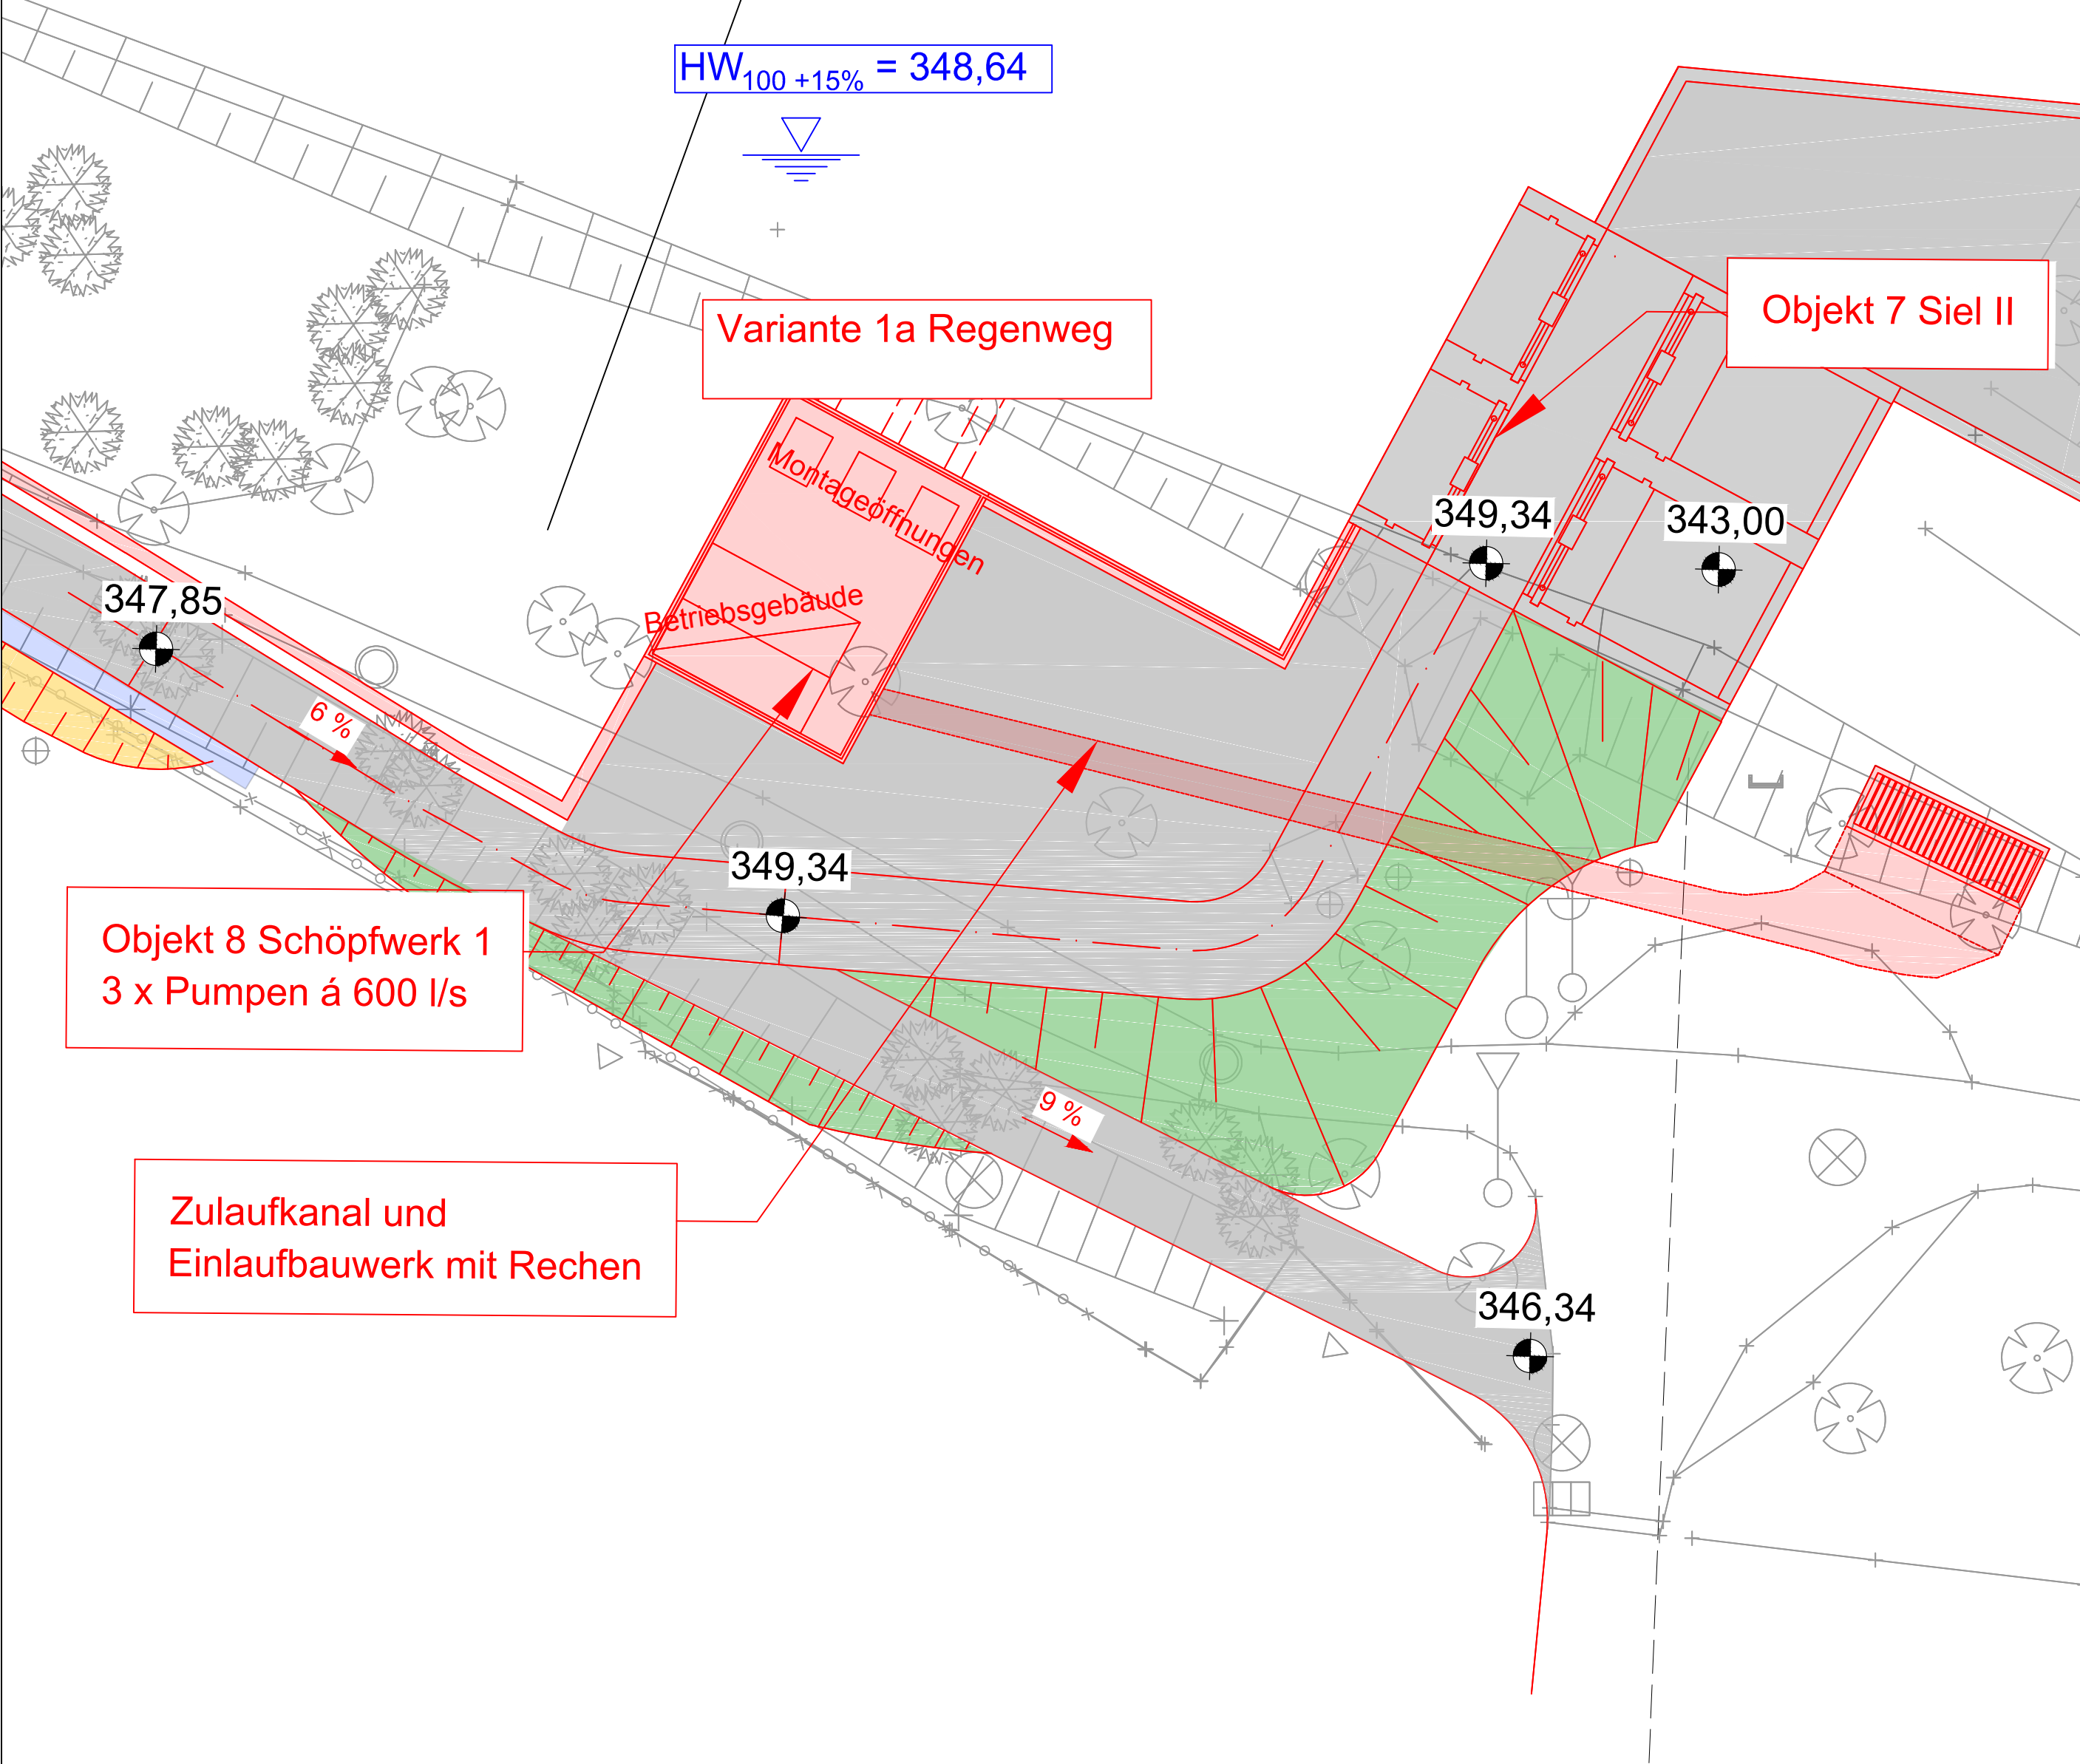 HW100 +15% = 348,64
Variante 1a Regenweg
Objekt 7 Siel II
Montageöffnungen
349,34
343,00
347,85
Betriebsgebäude
6 %
349,34
Objekt 8 Schöpfwerk 1
3 x Pumpen á 600 l/s
9 %
Zulaufkanal und
Einlaufbauwerk mit Rechen
346,34